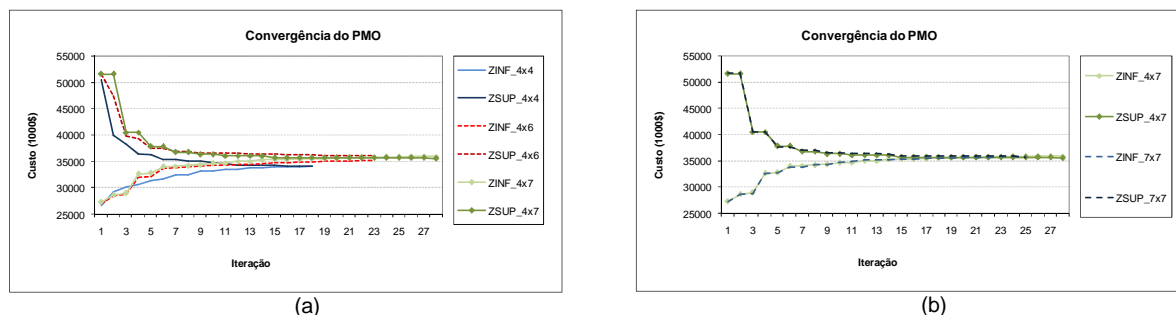 Convergência do PMO
Custo (1000$)
55000
50000
45000
40000
35000
30000
25000
1 3 5 7 9 11 13 15 17 19 21 23 25 27
Iteração
ZINF_4x4
ZSUP_4x4
ZINF_4x6
ZSUP_4x6
ZINF_4x7
ZSUP_4x7
(a)
Convergência do PMO
Custo (1000$)
55000
50000
45000
40000
35000
30000
25000
1 3 5 7 9 11 13 15 17 19 21 23 25 27
Iteração
ZINF_4x7
ZSUP_4x7
ZINF_7x7
ZSUP_7x7
(b)